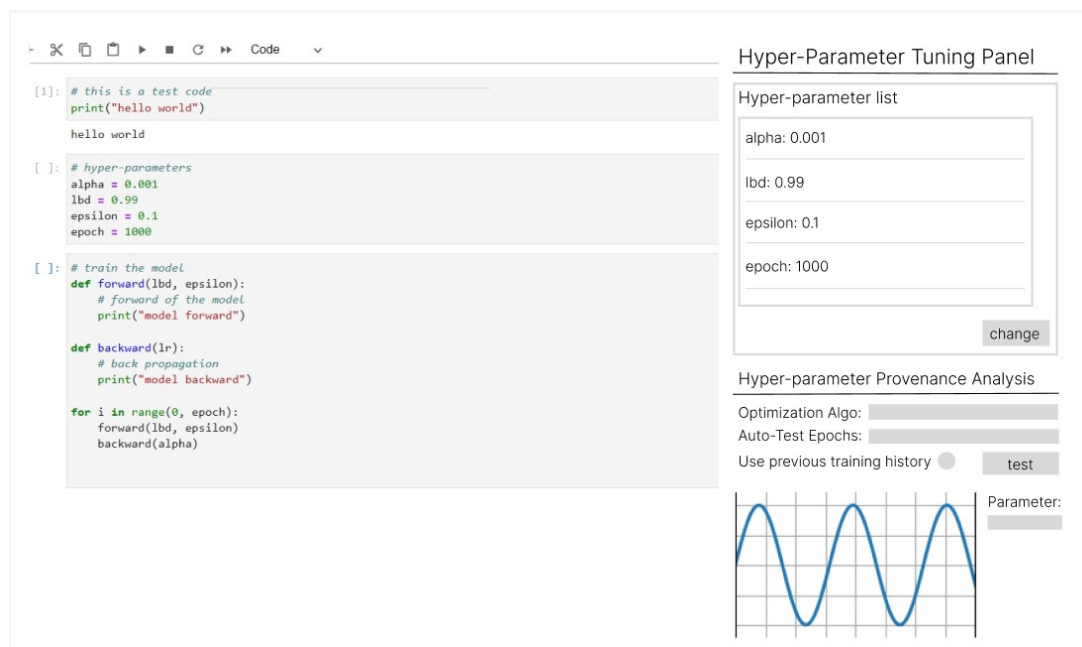 Code
[1]: # this is a test code
print("hello world")
hello world
[ ]: # hyper-parameters
alpha = 0.001
lbd = 0.99
epsilon = 0.1
epoch = 1000
[ ]: # train the model
def forward(lbd, epsilon):
    # forward of the model
    print("model forward")
def backward(lr):
    # back propagation
    print("model backward")
for i in range(0, epoch):
    forward(lbd, epsilon)
    backward(alpha)
Hyper-Parameter Tuning Panel
Hyper-parameter list
alpha: 0.001
lbd: 0.99
epsilon: 0.1
epoch: 1000
change
Hyper-parameter Provenance Analysis
Optimization Algo:
Auto-Test Epochs:
Use previous training history
test
Parameter: